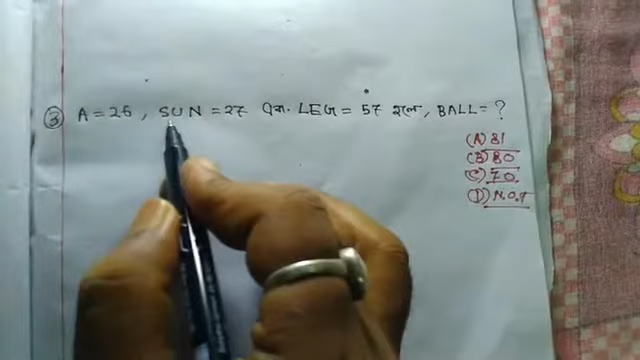 ③ A = 26 , SUN = 27 এবং LEG = 57 হলে, BALL = ?
(A) 81
(B) 80
(C) 70
(D) N.O.T